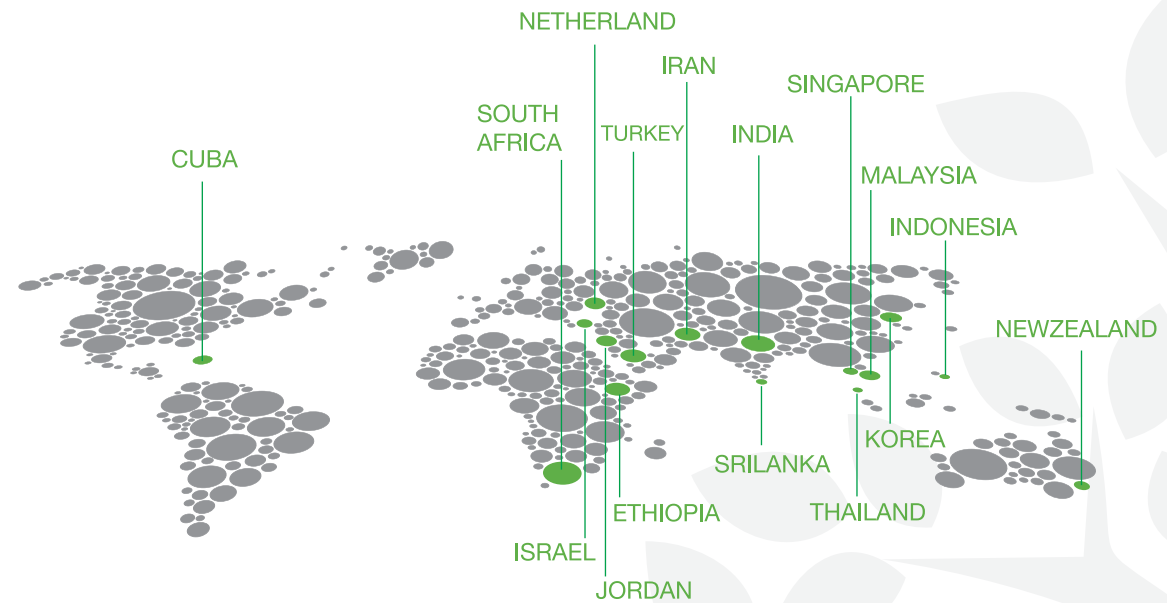 NETHERLAND
IRAN
SINGAPORE
SOUTH
AFRICA
TURKEY
INDIA
CUBA
MALAYSIA
INDONESIA
NEWZEALAND
KOREA
SRILANKA
THAILAND
ETHIOPIA
ISRAEL
JORDAN